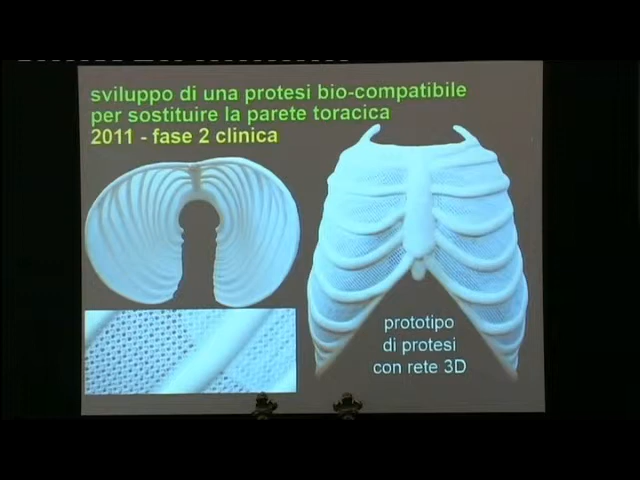 sviluppo di una protesi bio-compatibile
per sostituire la parete toracica
2011 - fase 2 clinica
prototipo
di protesi
con rete 3D